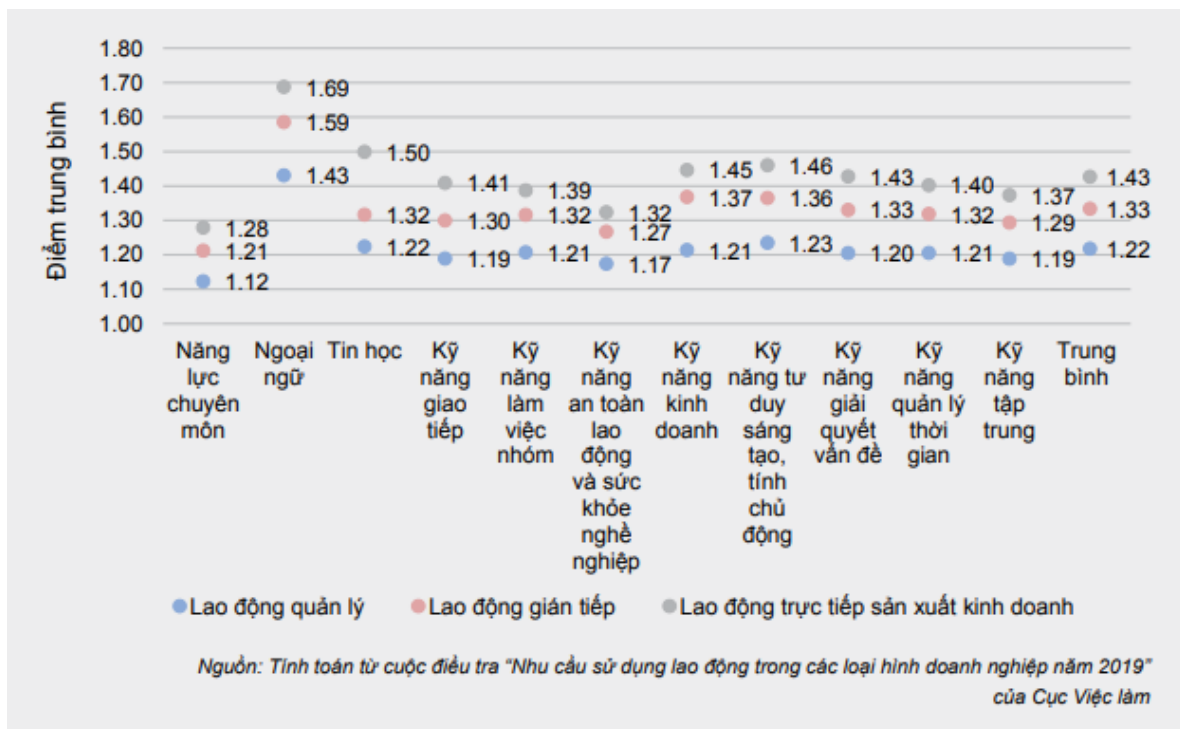 1.80
1.70
1.60
1.50
1.40
1.30
1.20
1.10
1.00
Điểm trung bình
1.28
1.21
1.12
1.69
1.59
1.43
1.50
1.32
1.22
1.41
1.30
1.19
1.39
1.32
1.21
1.32
1.27
1.17
1.45
1.37
1.21
1.46
1.36
1.23
1.43
1.33
1.20
1.40
1.32
1.21
1.37
1.29
1.19
1.43
1.33
1.22
Năng
lực
chuyên
môn
Ngoại
ngữ
Tin học
Kỹ
năng
giao
tiếp
Kỹ
năng
làm
việc
nhóm
Kỹ
năng
an toàn
lao
động
và sức
khỏe
nghề
nghiệp
Kỹ
năng
kinh
doanh
Kỹ
năng tư
duy
sáng
tạo,
tính
chủ
động
Kỹ
năng
giải
quyết
vấn đề
Kỹ
năng
quản lý
thời
gian
Kỹ
năng
tập
trung
Trung
bình
Lao động quản lý
Lao động gián tiếp
Lao động trực tiếp sản xuất kinh doanh
Nguồn: Tính toán từ cuộc điều tra “Nhu cầu sử dụng lao động trong các loại hình doanh nghiệp năm 2019”
của Cục Việc làm